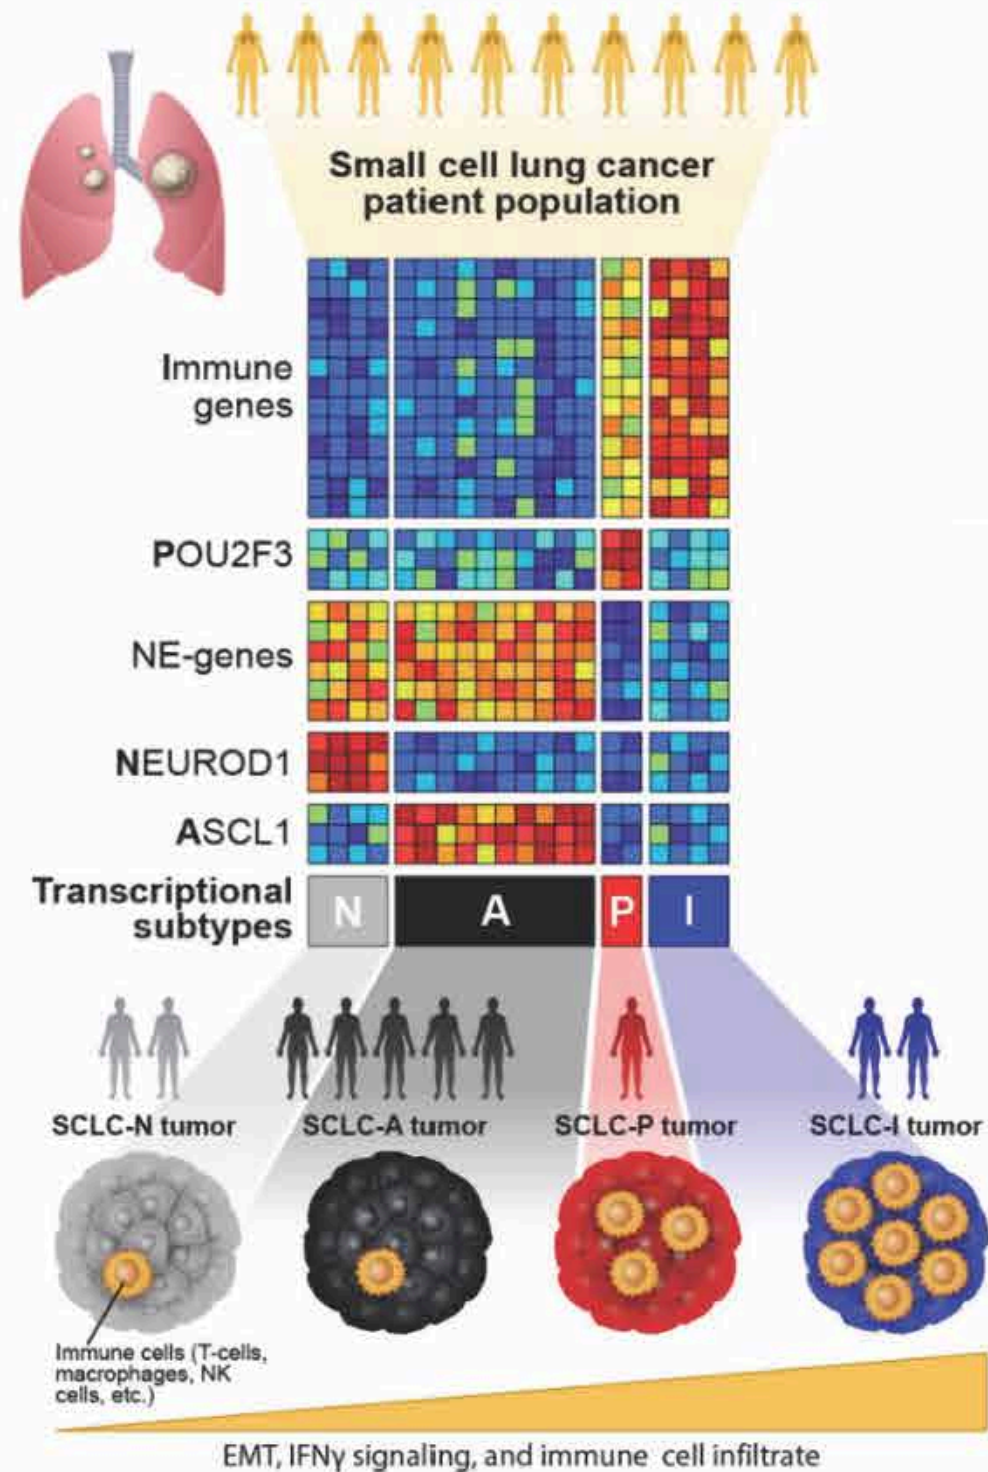 Small cell lung cancer
patient population
Immune
genes
POU2F3
NE-genes
NEUROD1
ASCL1
Transcriptional
subtypes
N A P I
SCLC-N tumor SCLC-A tumor SCLC-P tumor SCLC-I tumor
Immune cells (T-cells,
macrophages, NK
cells, etc.)
EMT, IFNγ signaling, and immune cell infiltrate